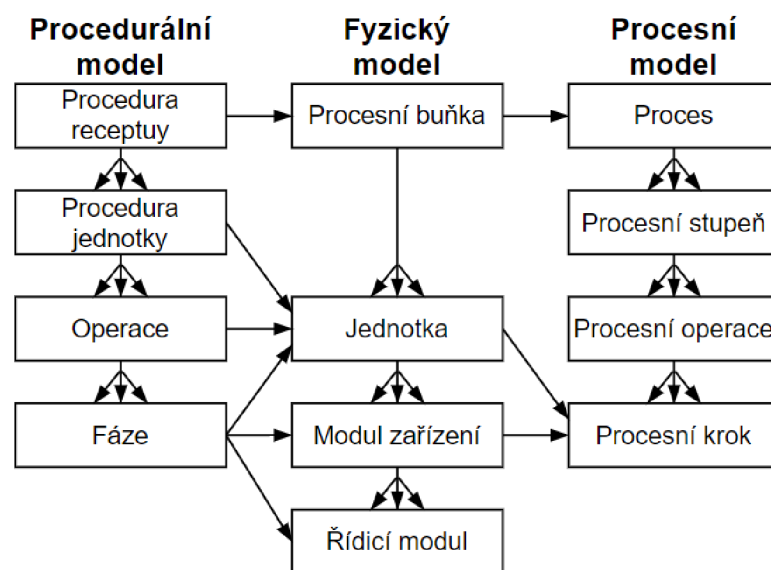 Procedurální
model
Fyzický
model
Procesní
model
Procedura
receptuy
Procesní buňka
Proces
Procedura
jednotky
Procesní stupeň
Operace
Jednotka
Procesní operace
Fáze
Modul zařízení
Procesní krok
Řídicí modul